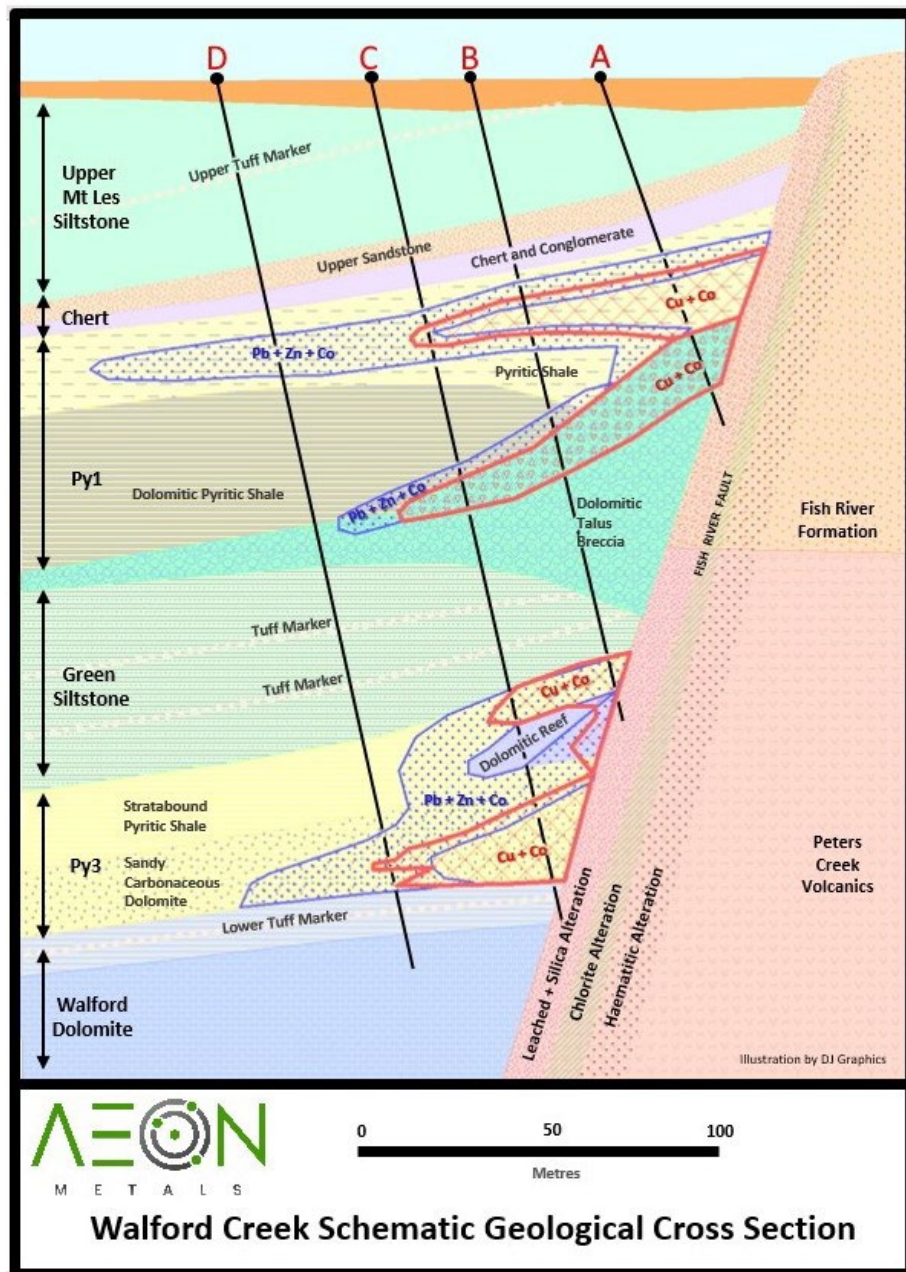 D
C
B
A
Upper Tuff Marker
Upper
Mt Les
Siltstone
Upper Sandstone
Chert and Conglomerate
Chert
Cu + Co
Pb + Zn + Co
Pyritic Shale
Cu + Co
Py1
Dolomitic Pyritic Shale
Pb + Zn + Co
Dolomitic
Talus
Breccia
FISH RIVER FAULT
Fish River
Formation
Tuff Marker
Green
Siltstone
Tuff Marker
Cu + Co
Dolomitic Reef
Stratabound
Pyritic Shale
Pb + Zn + Co
Py3
Sandy
Carbonaceous
Dolomite
Cu + Co
Peters
Creek
Volcanics
Lower Tuff Marker
Leached + Silica Alteration
Chlorite Alteration
Haematitic Alteration
Walford
Dolomite
Illustration by DJ Graphics
AEON
METALS
0 50 100
Metres
Walford Creek Schematic Geological Cross Section